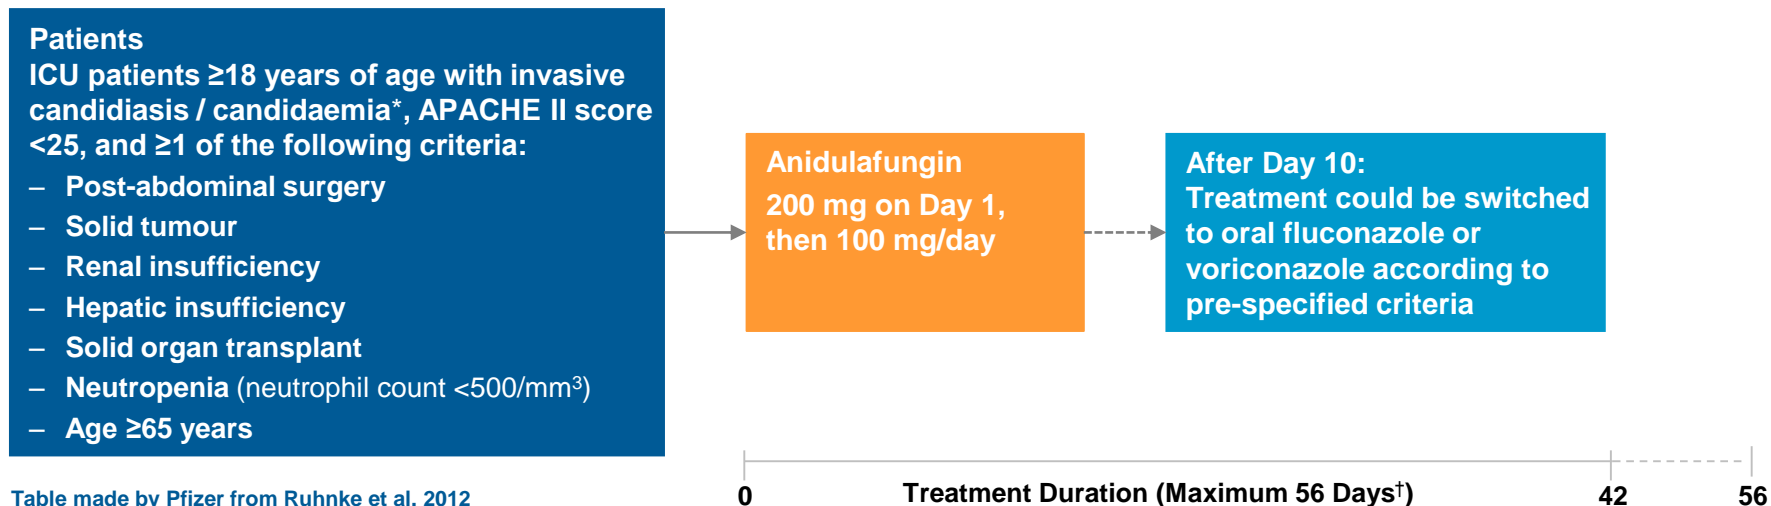 Patients
ICU patients ≥18 years of age with invasive
candidiasis / candidaemia*, APACHE II score
<25, and ≥1 of the following criteria:
– Post-abdominal surgery
– Solid tumour
– Renal insufficiency
– Hepatic insufficiency
– Solid organ transplant
– Neutropenia (neutrophil count <500/mm³)
– Age ≥65 years
Anidulafungin
200 mg on Day 1,
then 100 mg/day
After Day 10:
Treatment could be switched
to oral fluconazole or
voriconazole according to
pre-specified criteria
Table made by Pfizer from Ruhnke et al. 2012
0
Treatment Duration (Maximum 56 Days†)
42
56